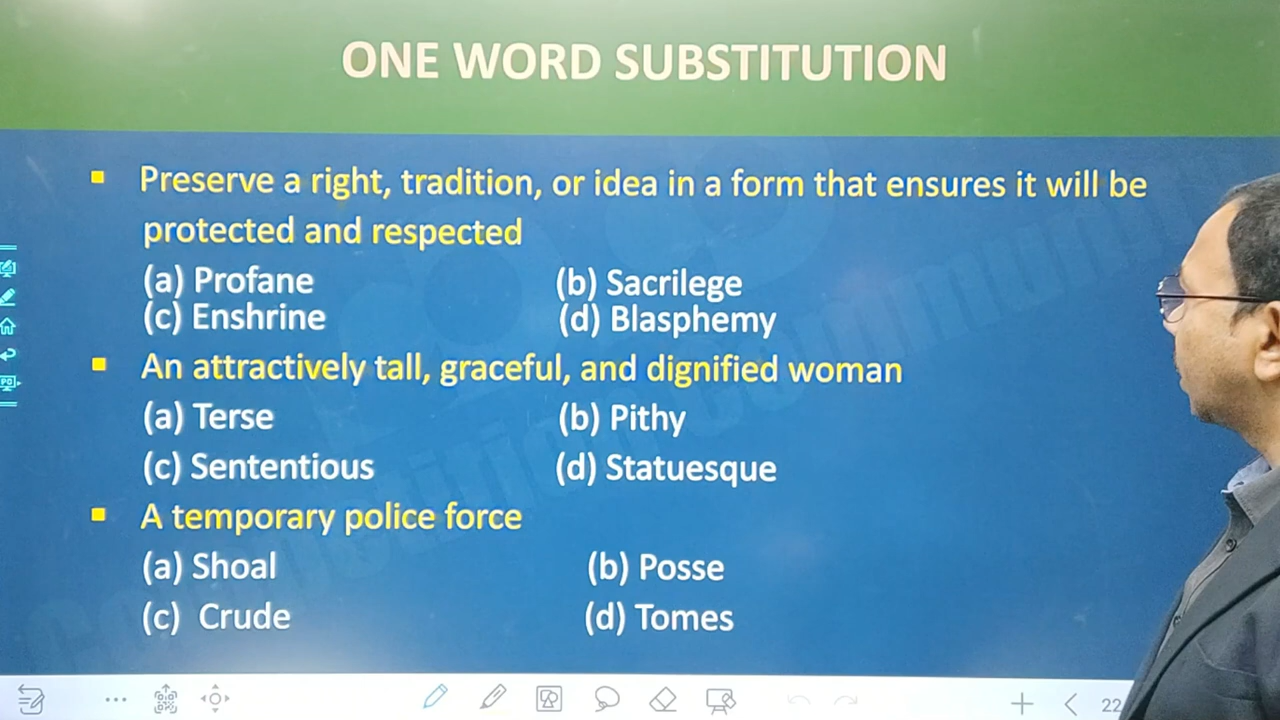 ONE WORD SUBSTITUTION
Preserve a right, tradition, or idea in a form that ensures it will be
protected and respected
(a) Profane (b) Sacrilege
(c) Enshrine (d) Blasphemy
An attractively tall, graceful, and dignified woman
(a) Terse (b) Pithy
(c) Sententious (d) Statuesque
A temporary police force
(a) Shoal (b) Posse
(c) Crude (d) Tomes
22